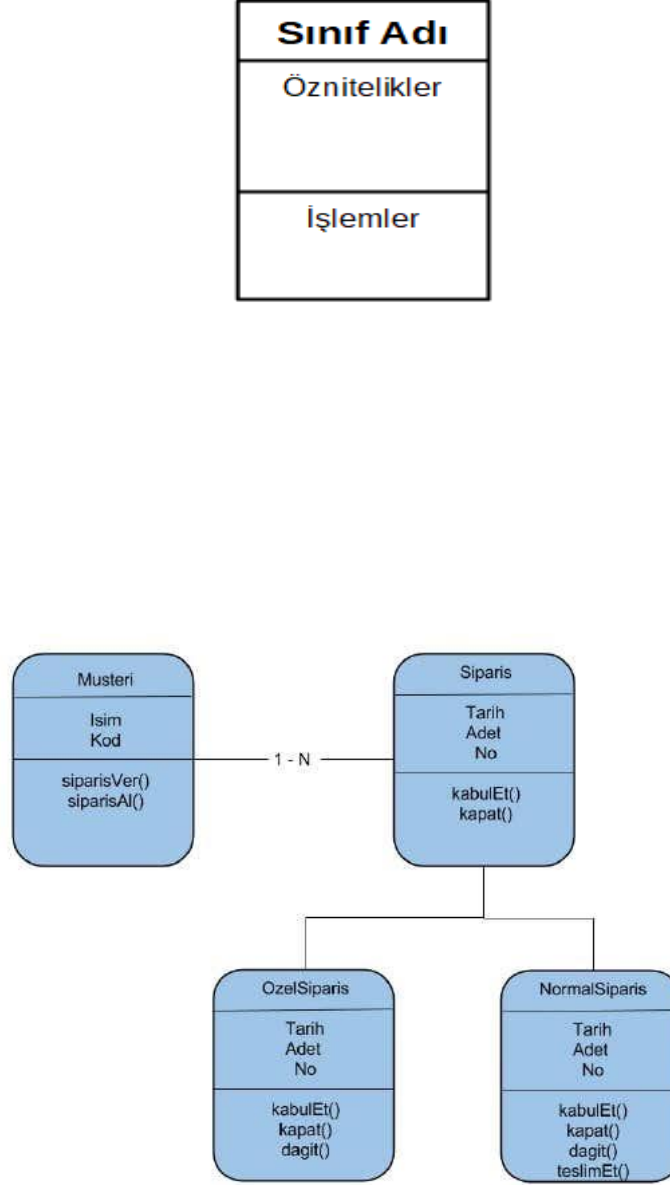 Sınıf Adı
Öznitelikler
İşlemler
Musteri
Isim
Kod
siparisVer()
siparisAl()
1 - N
Siparis
Tarih
Adet
No
kabulEt()
kapat()
OzelSiparis
Tarih
Adet
No
kabulEt()
kapat()
dagit()
NormalSiparis
Tarih
Adet
No
kabulEt()
kapat()
dagit()
teslimEt()